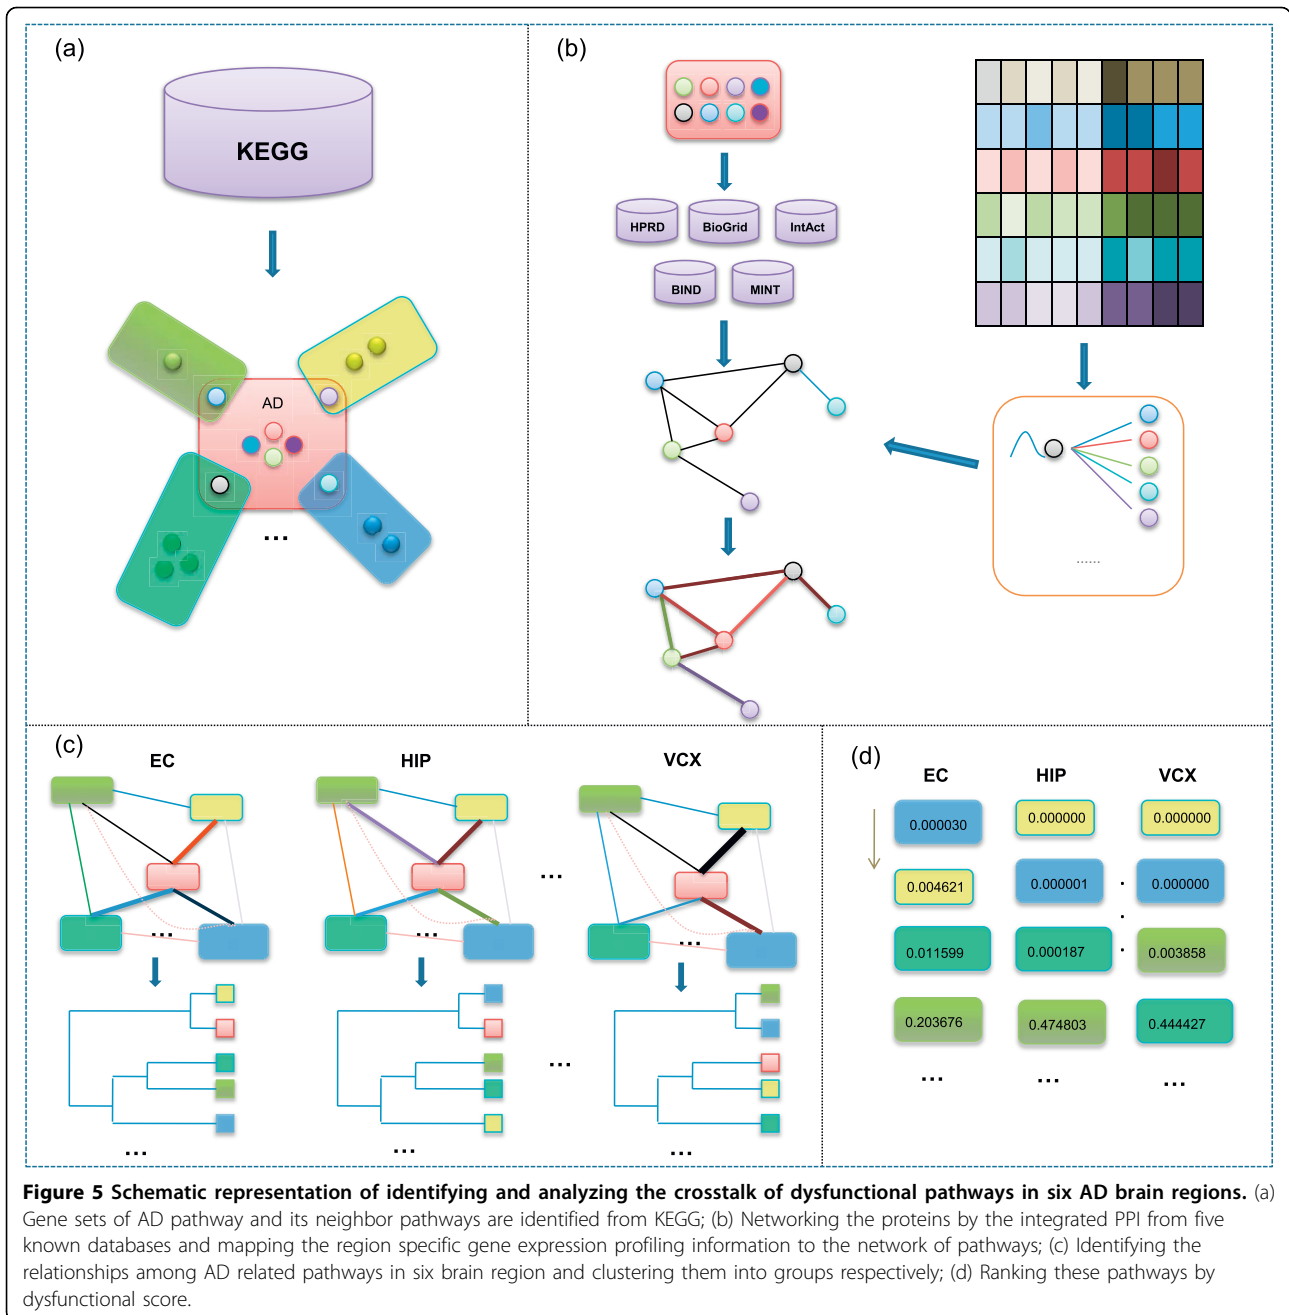 (a)
KEGG
AD
...
(b)
HPRD
BioGrid
IntAct
BIND
MINT
......
(c)
EC
HIP
VCX
...
...
...
...
...
...
...
...
(d)
EC
HIP
VCX
0.000030
0.000000
0.000000
0.004621
0.000001
0.000000
0.011599
0.000187
0.003858
0.203676
0.474803
0.444427
...
...
...
Figure 5 Schematic representation of identifying and analyzing the crosstalk of dysfunctional pathways in six AD brain regions. (a)
Gene sets of AD pathway and its neighbor pathways are identified from KEGG; (b) Networking the proteins by the integrated PPI from five
known databases and mapping the region specific gene expression profiling information to the network of pathways; (c) Identifying the
relationships among AD related pathways in six brain region and clustering them into groups respectively; (d) Ranking these pathways by
dysfunctional score.